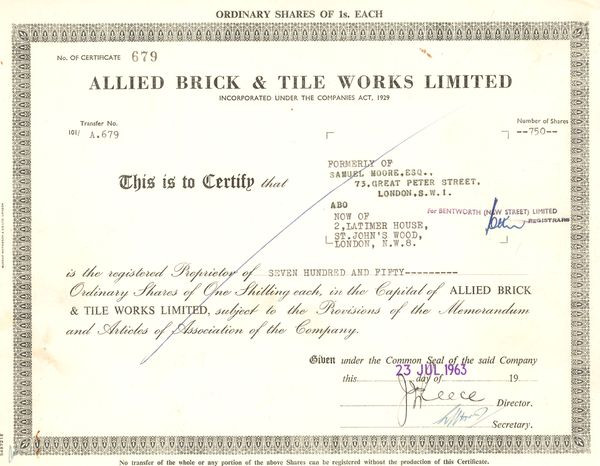 ORDINARY SHARES OF 1s. EACH
No. OF CERTIFICATE 679
ALLIED BRICK & TILE WORKS LIMITED
INCORPORATED UNDER THE COMPANIES ACT, 1929
Transfer No.
101/ A.679
Number of Shares
--750---
This is to Certify that
FORMERLY OF
SAMUEL MOORE,ESQ.,
73,GREAT PETER STREET,
LONDON,S.W.1.
ABO
NOW OF
2,LATIMER HOUSE,
ST.JOHN'S WOOD,
LONDON, N.W.8.
For BENTWORTH (NEW STREET) LIMITED
REGISTRARS
is the registered Proprietor of SEVEN HUNDRED AND FIFTY---------
Ordinary Shares of One Shilling each, in the Capital of ALLIED BRICK
& TILE WORKS LIMITED, subject to the Provisions of the Memorandum
and Articles of Association of the Company.
Given under the Common Seal of the said Company
this 23 JUL 1963 day of 19
Director.
Secretary.
No transfer of the whole or any portion of the above Shares can be registered without the production of this Certificate.